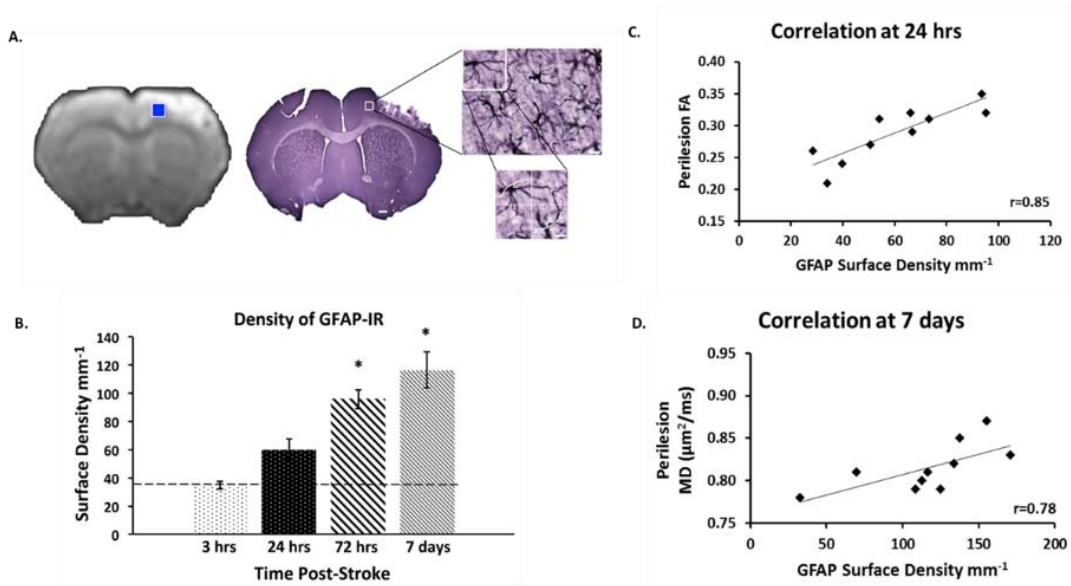 A.
B.
Density of GFAP-IR
Surface Density mm-1
140
120
100
80
60
40
20
0
*
*
3 hrs 24 hrs 72 hrs 7 days
Time Post-Stroke
C.
Correlation at 24 hrs
Perilesion FA
0.40
0.35
0.30
0.25
0.20
0.15
r=0.85
0 20 40 60 80 100 120
GFAP Surface Density mm-1
D.
Correlation at 7 days
Perilesion
MD (µm2/ms)
0.95
0.90
0.85
0.80
0.75
r=0.78
0 50 100 150 200
GFAP Surface Density mm-1